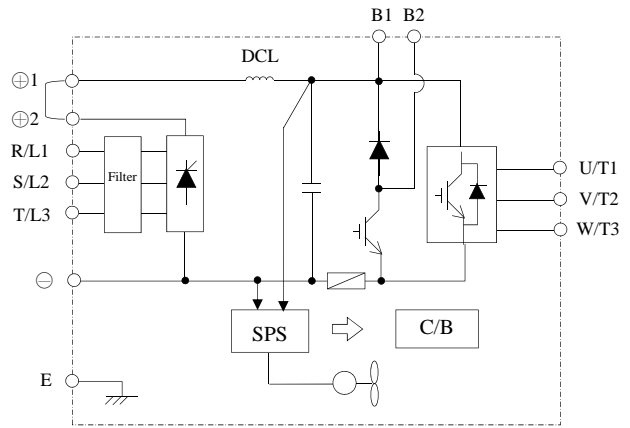 B1 B2
DCL
⊕1
⊕2
R/L1
S/L2
T/L3
Filter
U/T1
V/T2
W/T3
⊖
SPS
C/B
E